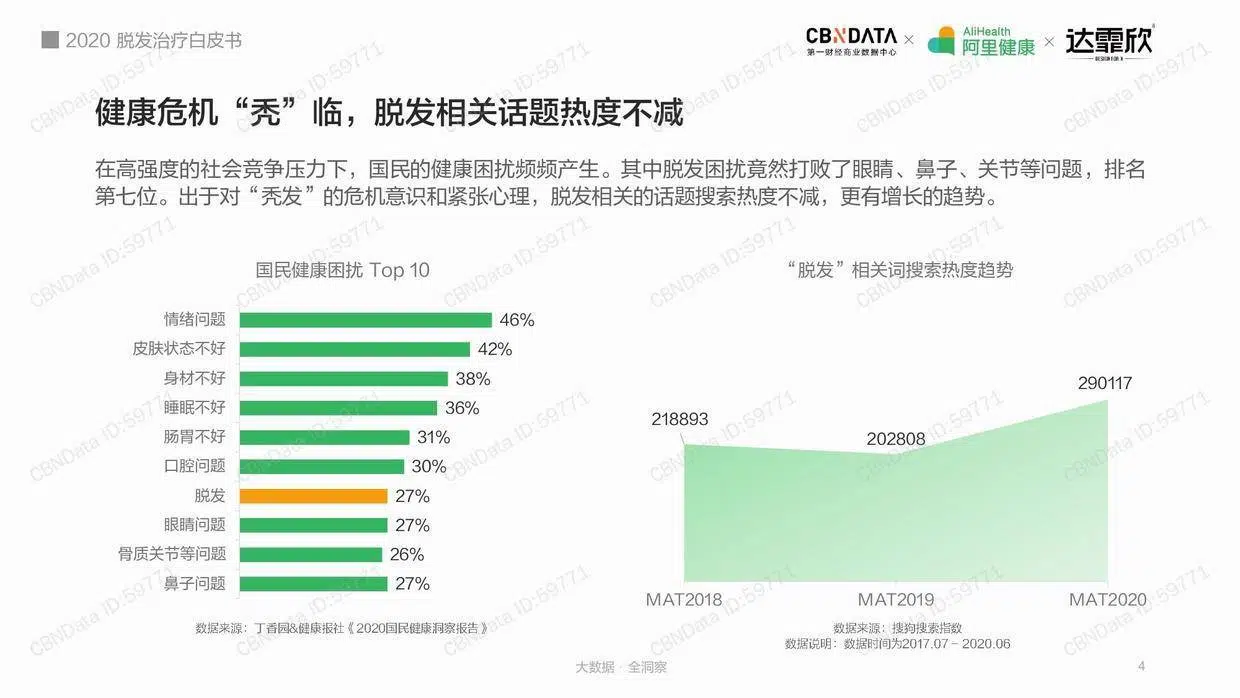 2020 脱发治疗白皮书
CBNDATA
第一财经商业数据中心
×
AliHealth
阿里健康
×
达霏欣
健康危机“秃”临，脱发相关话题热度不减
在高强度的社会竞争压力下，国民的健康困扰频频产生。其中脱发困扰竟然打败了眼睛、鼻子、关节等问题，排名
第七位。出于对“秃发”的危机意识和紧张心理，脱发相关的话题搜索热度不减，更有增长的趋势。
国民健康困扰 Top 10
情绪问题 46%
皮肤状态不好 42%
身材不好 38%
睡眠不好 36%
肠胃不好 31%
口腔问题 30%
脱发 27%
眼睛问题 27%
骨质关节等问题 26%
鼻子问题 27%
数据来源：丁香园&健康报社《2020国民健康洞察报告》
“脱发”相关词搜索热度趋势
218893
202808
290117
MAT2018
MAT2019
MAT2020
数据来源：搜狗搜索指数
数据说明：数据时间为2017.07 – 2020.06
大数据 · 全洞察
4
CBNData ID:59771